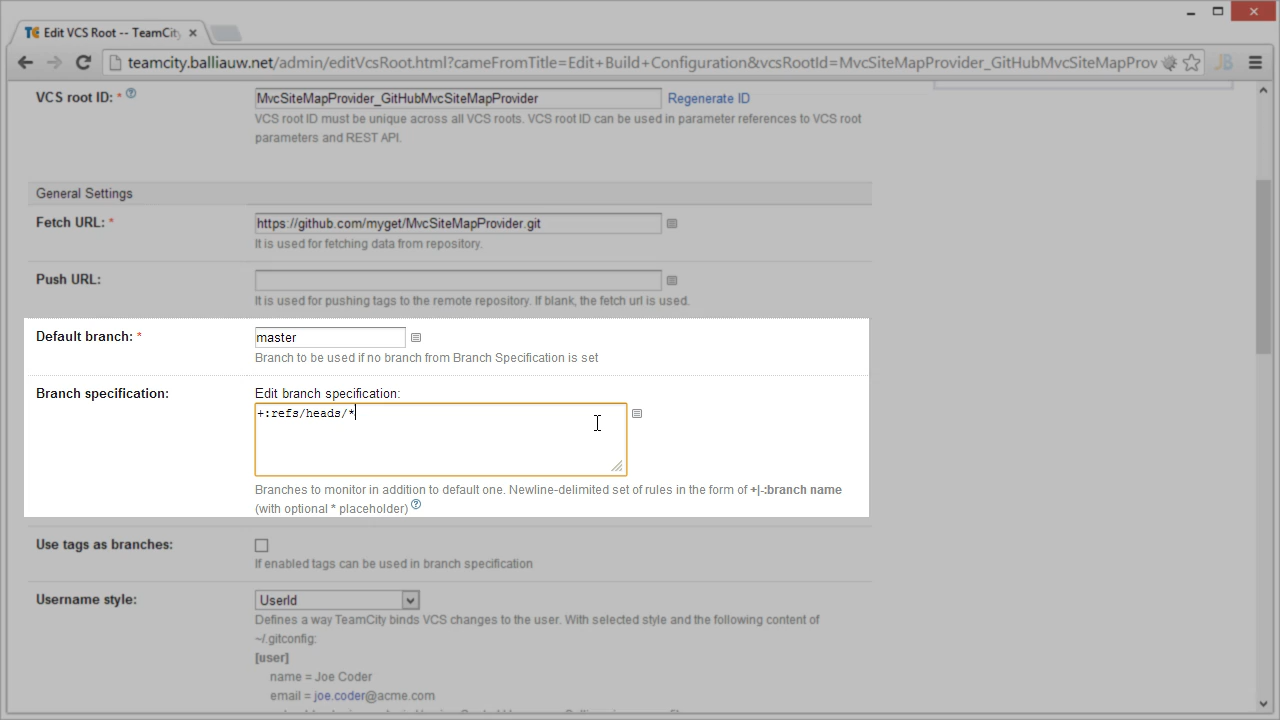 Edit VCS Root -- TeamCity
teamcity.balliauw.net/admin/editVcsRoot.html?cameFromTitle=Edit+Build+Configuration&vcsRootId=MvcSiteMapProvider_GitHubMvcSiteMapProv
JB
VCS root ID: * MvcSiteMapProvider_GitHubMvcSiteMapProvider Regenerate ID
VCS root ID must be unique across all VCS roots. VCS root ID can be used in parameter references to VCS root
parameters and REST API.
General Settings
Fetch URL: * https://github.com/myget/MvcSiteMapProvider.git
It is used for fetching data from repository.
Push URL:
It is used for pushing tags to the remote repository. If blank, the fetch url is used.
Default branch: * master
Branch to be used if no branch from Branch Specification is set
Branch specification: Edit branch specification:
+:refs/heads/*
Branches to monitor in addition to default one. Newline-delimited set of rules in the form of +|-:branch name
(with optional * placeholder)
Use tags as branches:
If enabled tags can be used in branch specification
Username style: UserId
Defines a way TeamCity binds VCS changes to the user. With selected style and the following content of
~/.gitconfig:
[user]
name = Joe Coder
email = joe.coder@acme.com